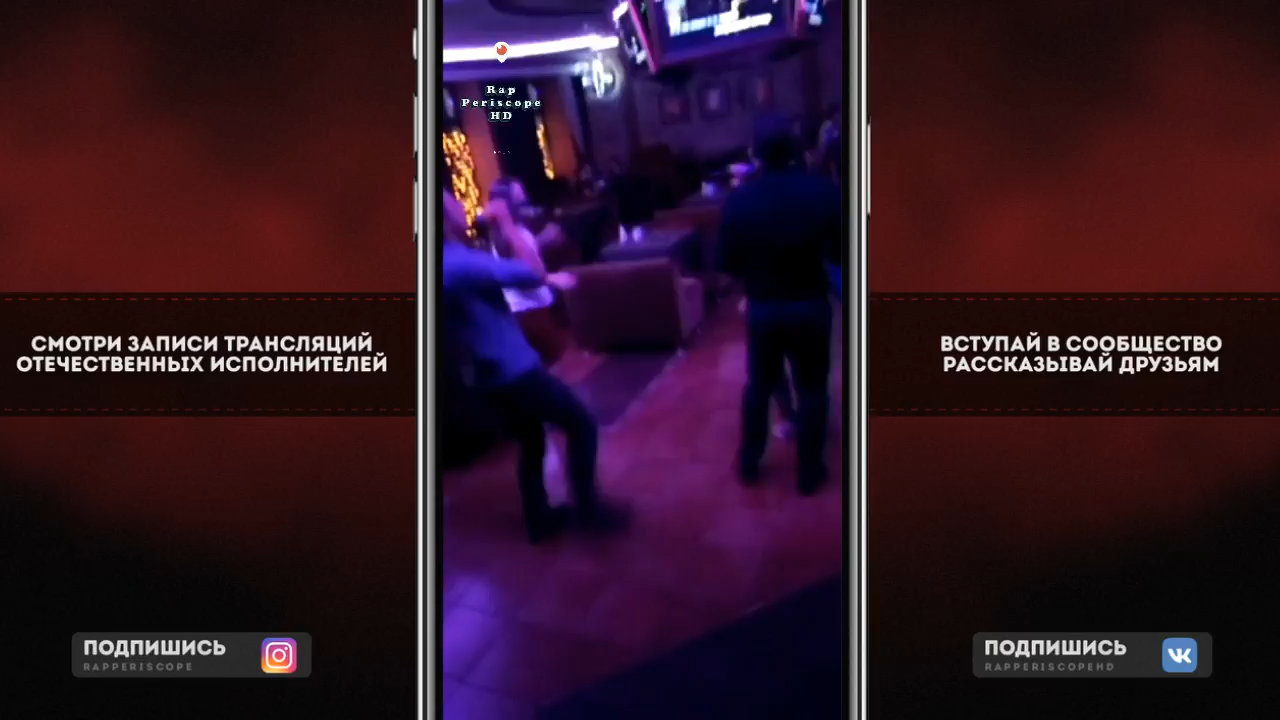 Rap
Periscope
HD
СМОТРИ ЗАПИСИ ТРАНСЛЯЦИЙ
ОТЕЧЕСТВЕННЫХ ИСПОЛНИТЕЛЕЙ
ВСТУПАЙ В СООБЩЕСТВО
РАССКАЗЫВАЙ ДРУЗЬЯМ
ПОДПИШИСЬ
RAPPERISCOPE
ПОДПИШИСЬ
RAPPERISCOPEHD